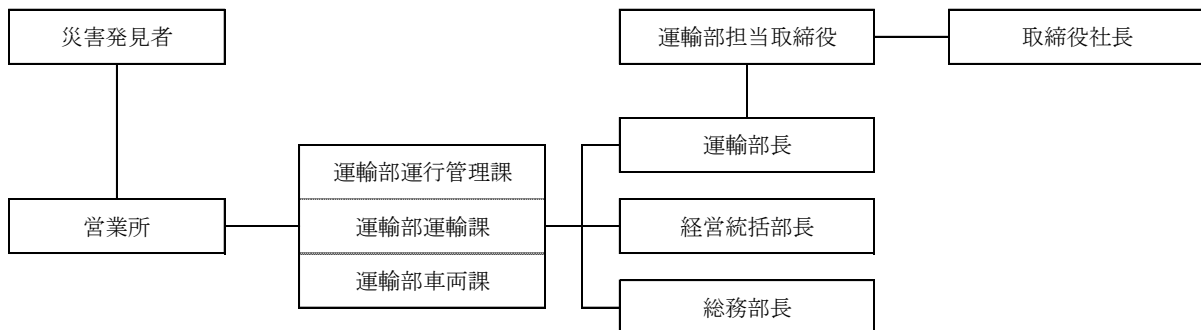 災害発見者
運輸部担当取締役
取締役社長
運輸部長
運輸部運行管理課
営業所
運輸部運輸課
経営統括部長
運輸部車両課
総務部長